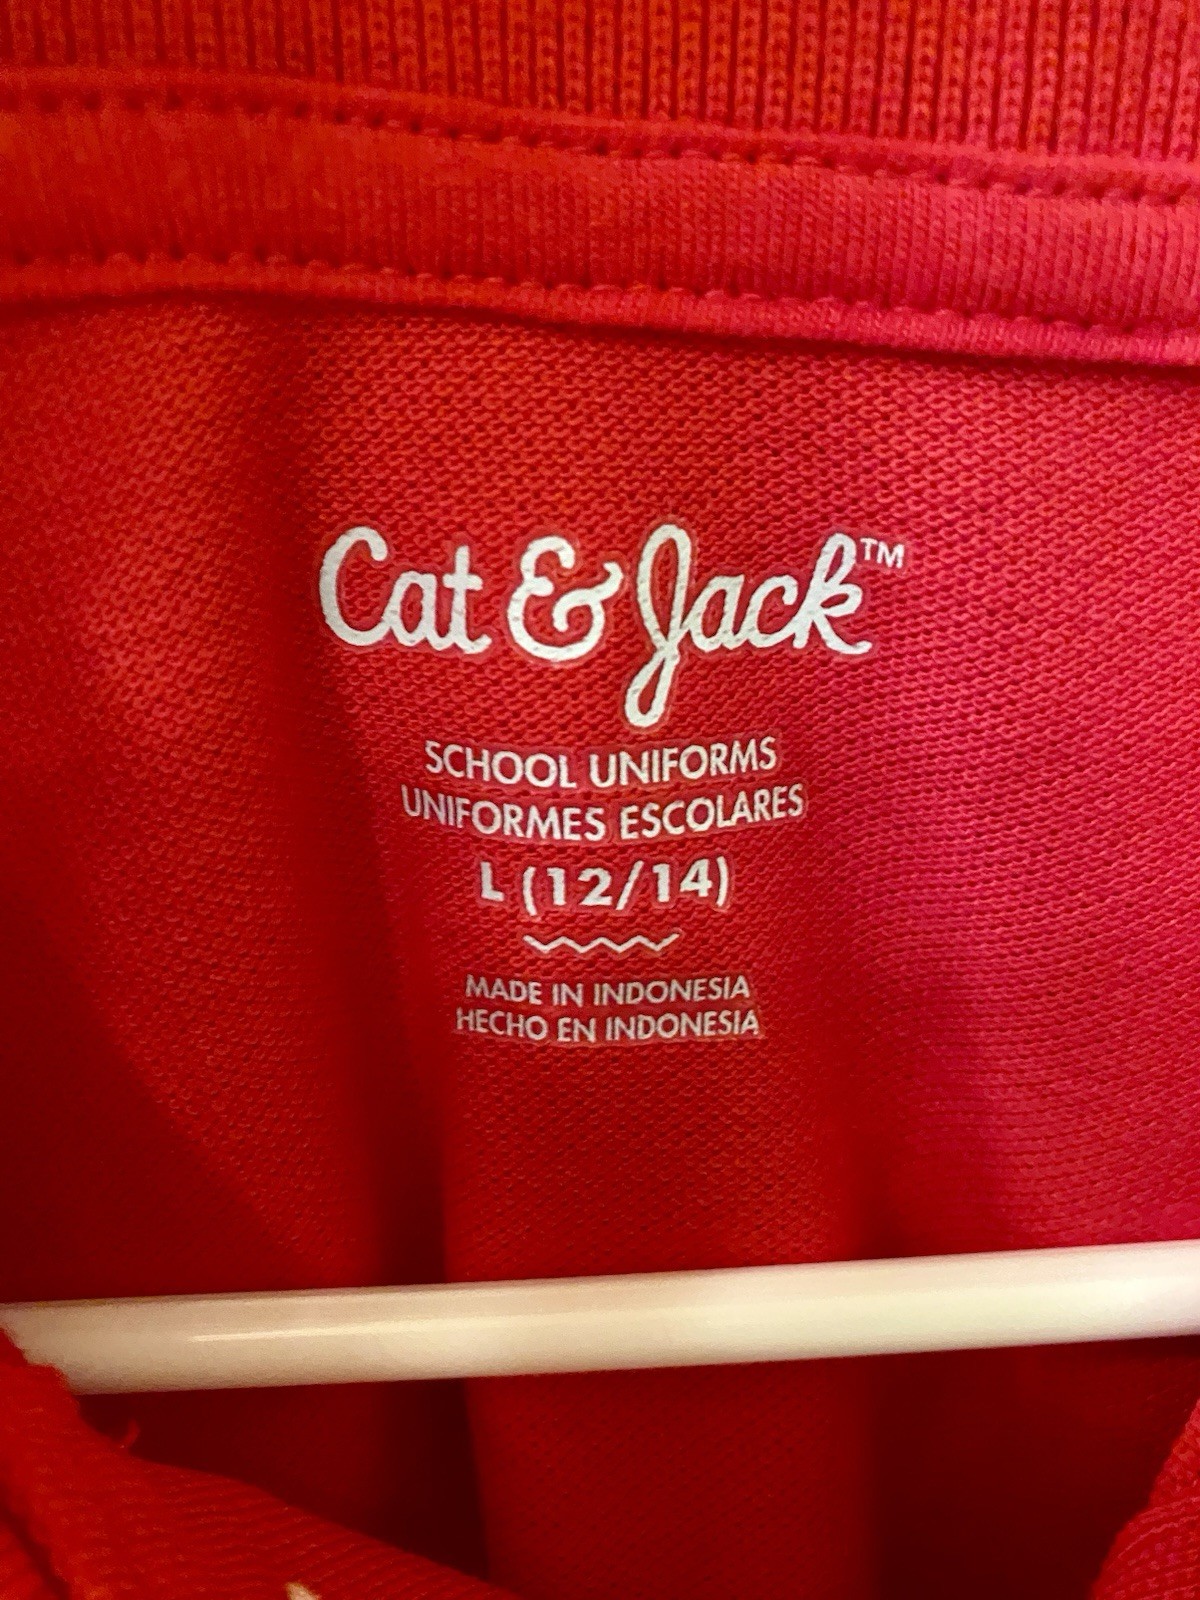 Cat & Jack™
SCHOOL UNIFORMS
UNIFORMES ESCOLARES
L (12/14)
MADE IN INDONESIA
HECHO EN INDONESIA